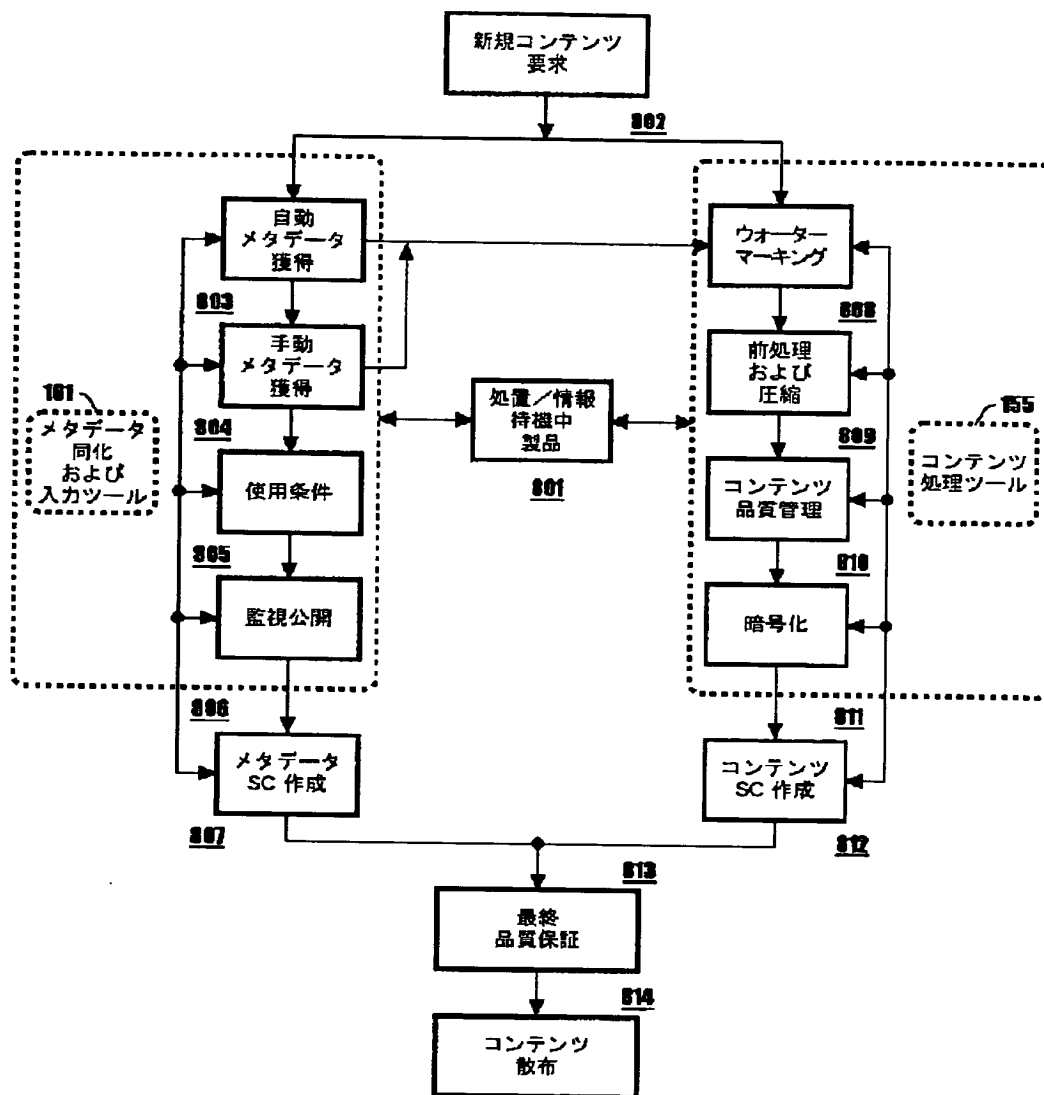 新規コンテンツ
要求
802
自動
メタデータ
獲得
803
手動
メタデータ
獲得
804
使用条件
805
監視公開
806
メタデータ
SC 作成
807
161
メタデータ
同化
および
入力ツール
処置／情報
待機中
製品
801
ウォーター
マーキング
808
前処理
および
圧縮
809
コンテンツ
品質管理
810
暗号化
811
コンテンツ
SC 作成
812
155
コンテンツ
処理ツール
813
最終
品質保証
814
コンテンツ
散布